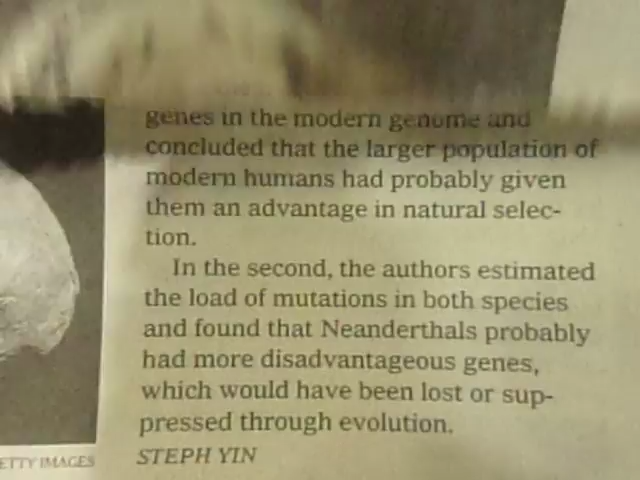 genes in the modern genome and
concluded that the larger population of
modern humans had probably given
them an advantage in natural selec-
tion.
In the second, the authors estimated
the load of mutations in both species
and found that Neanderthals probably
had more disadvantageous genes,
which would have been lost or sup-
pressed through evolution.
STEPH YIN
ETTY IMAGES